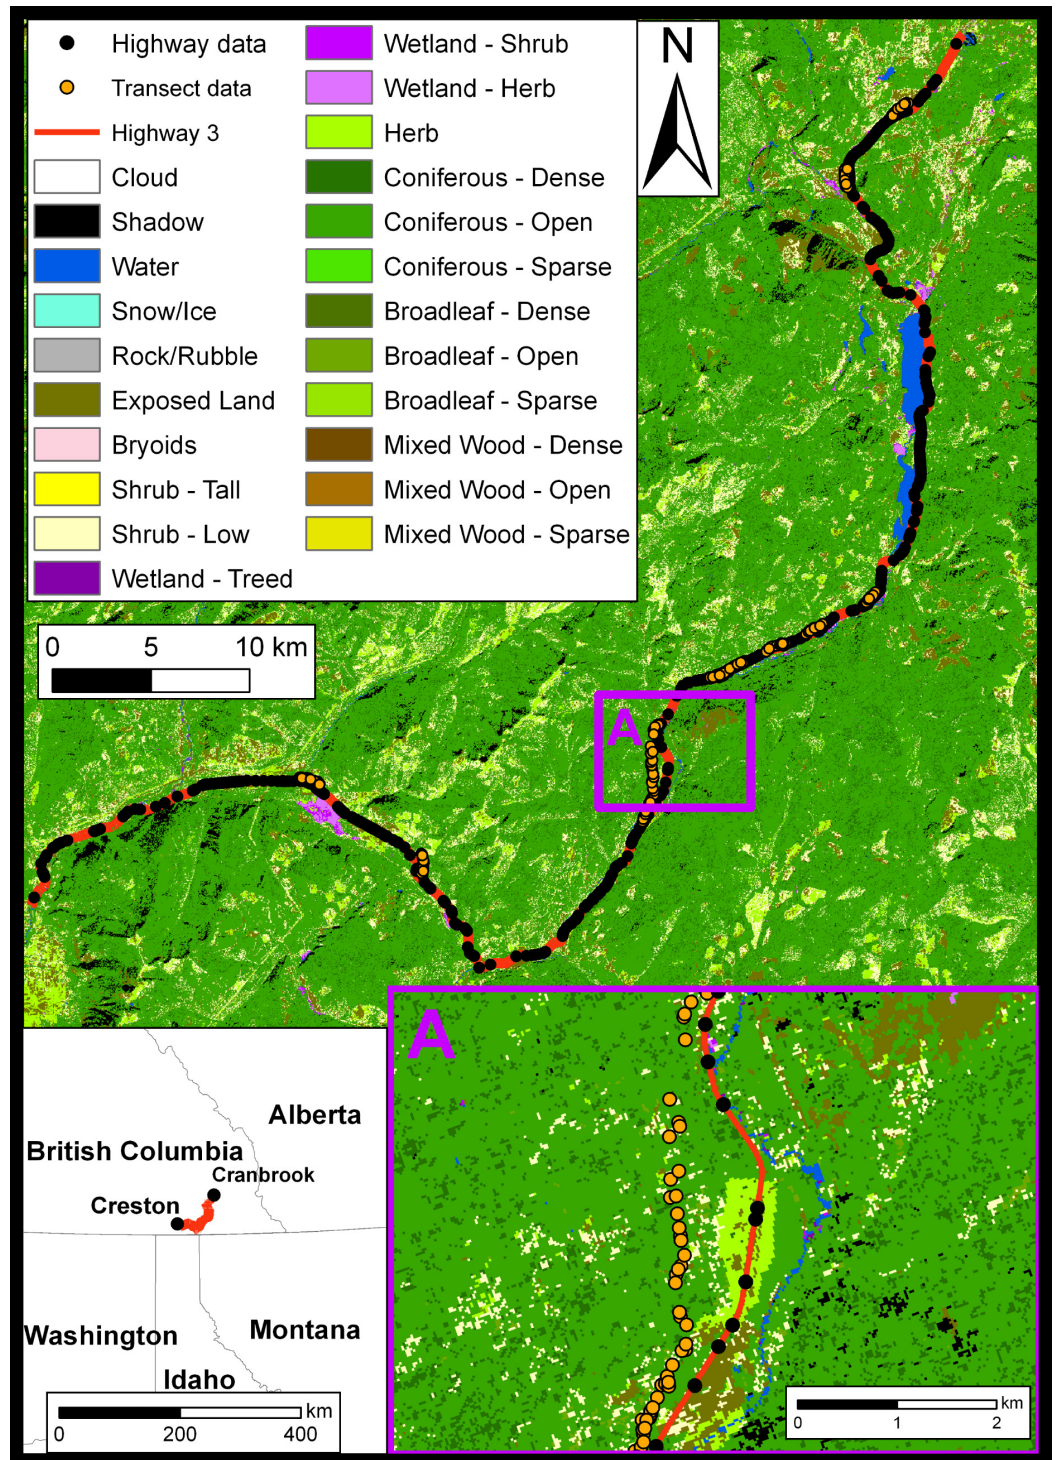 Highway data
Transect data
Highway 3
Cloud
Shadow
Water
Snow/Ice
Rock/Rubble
Exposed Land
Bryoids
Shrub - Tall
Shrub - Low
Wetland - Treed
Wetland - Shrub
Wetland - Herb
Herb
Coniferous - Dense
Coniferous - Open
Coniferous - Sparse
Broadleaf - Dense
Broadleaf - Open
Broadleaf - Sparse
Mixed Wood - Dense
Mixed Wood - Open
Mixed Wood - Sparse
N
0 5 10 km
A
A
Alberta
British Columbia
Cranbrook
Creston
Washington
Montana
Idaho
km
0 200 400
km
0 1 2